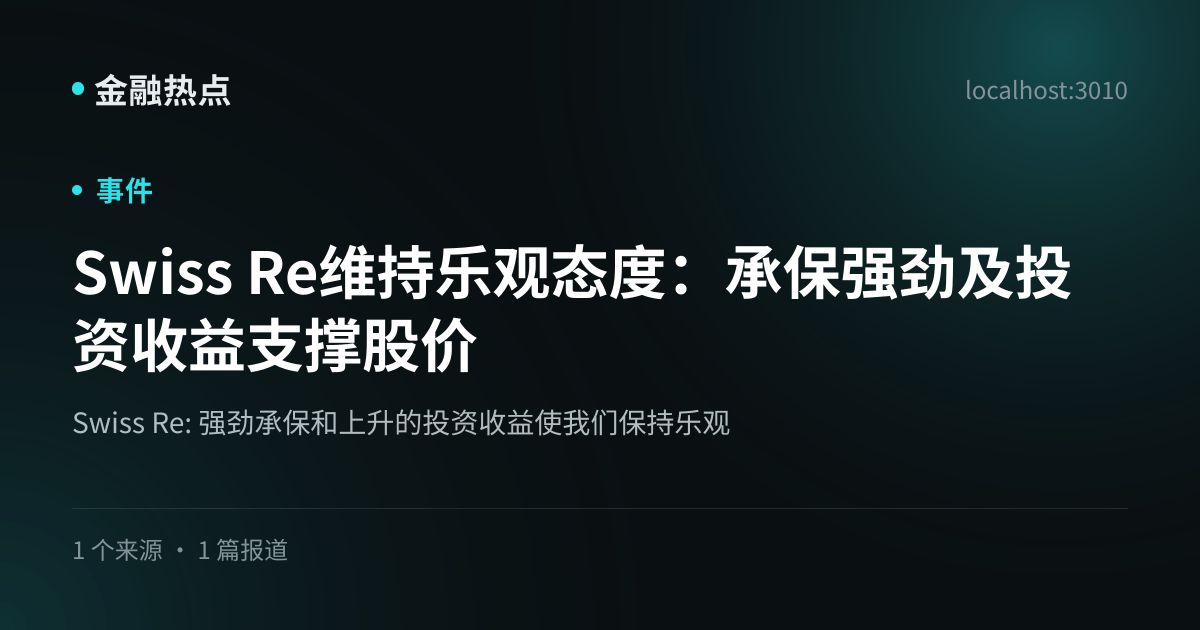 金融热点
localhost:3010
事件
Swiss Re维持乐观态度：承保强劲及投
资收益支撑股价
Swiss Re: 强劲承保和上升的投资收益使我们保持乐观
1 个来源 · 1 篇报道